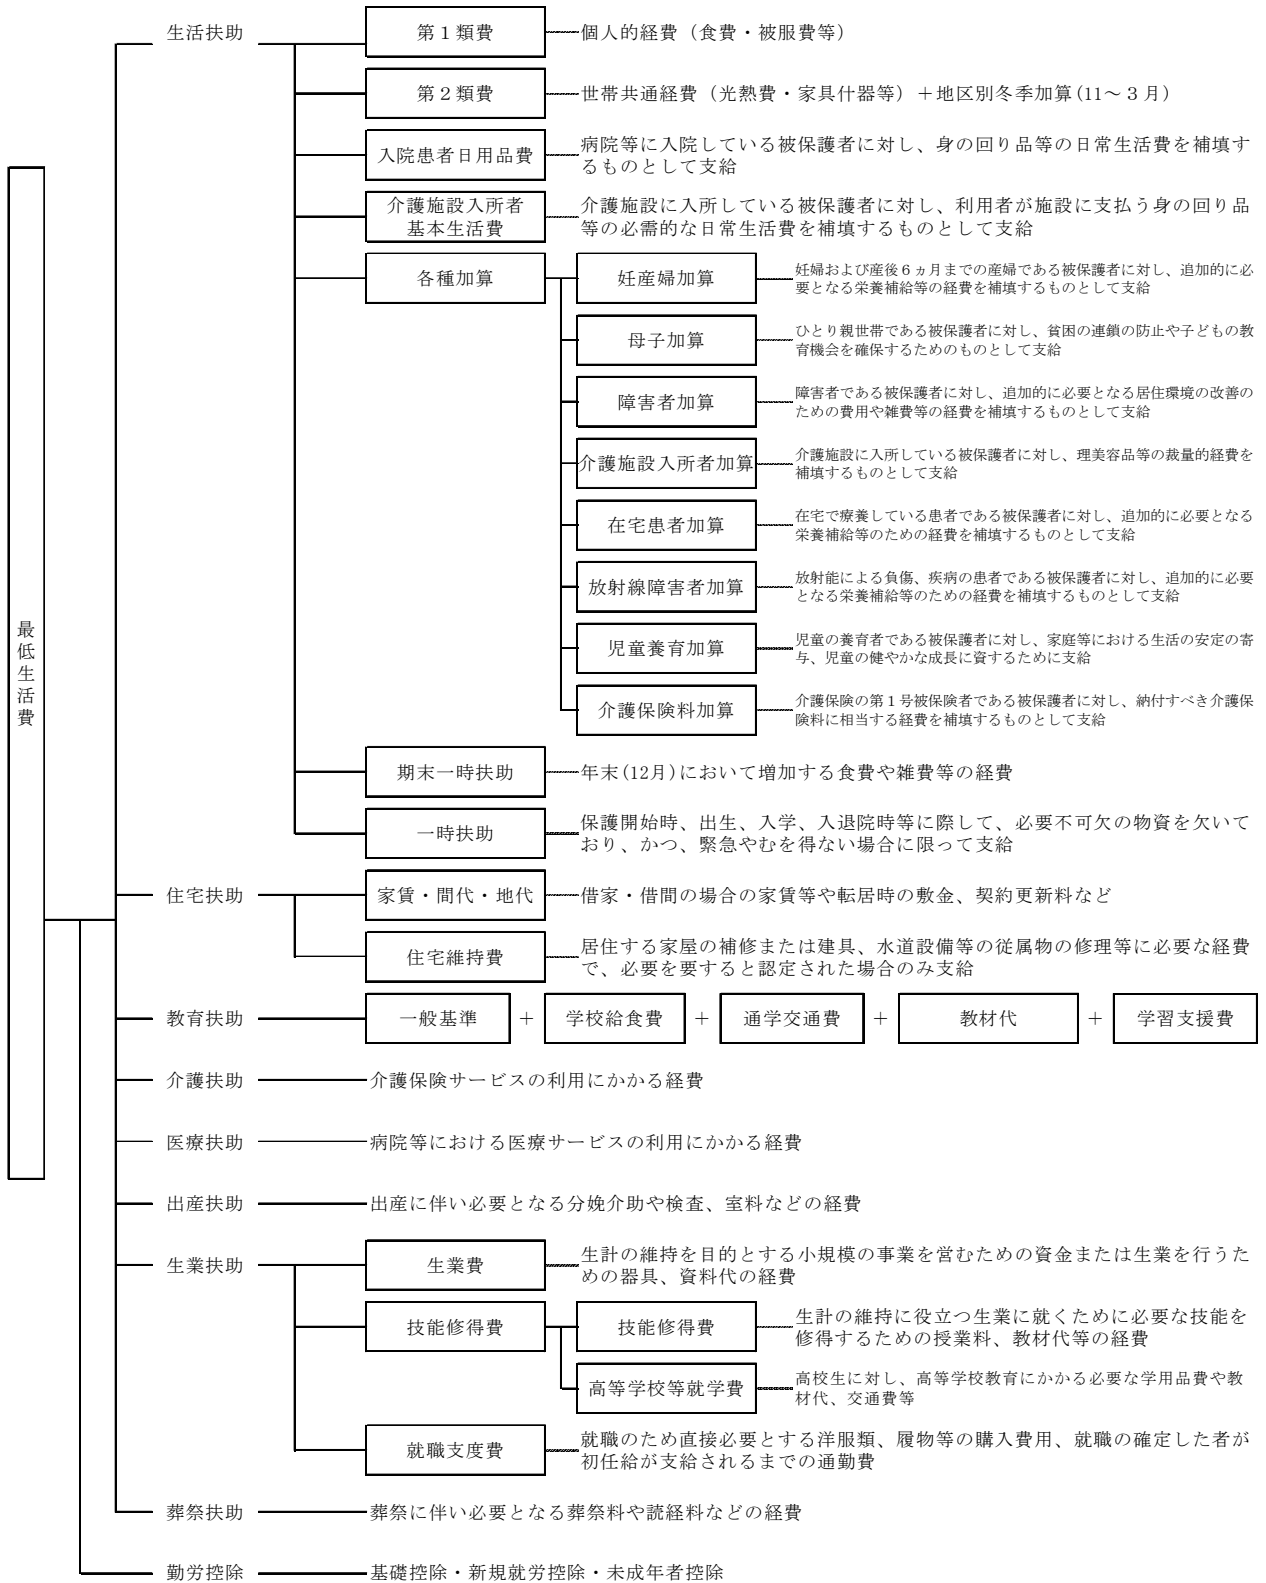 最低生活費
生活扶助
第１類費
個人的経費（食費・被服費等）
第２類費
世帯共通経費（光熱費・家具什器等）＋地区別冬季加算(11～３月)
入院患者日用品費
病院等に入院している被保護者に対し、身の回り品等の日常生活費を補填す
るものとして支給
介護施設入所者
基本生活費
介護施設に入所している被保護者に対し、利用者が施設に支払う身の回り品
等の必需的な日常生活費を補填するものとして支給
各種加算
妊産婦加算
妊婦および産後６ヵ月までの産婦である被保護者に対し、追加的に必
要となる栄養補給等の経費を補填するものとして支給
母子加算
ひとり親世帯である被保護者に対し、貧困の連鎖の防止や子どもの教
育機会を確保するためのものとして支給
障害者加算
障害者である被保護者に対し、追加的に必要となる居住環境の改善の
ための費用や雑費等の経費を補填するものとして支給
介護施設入所者加算
介護施設に入所している被保護者に対し、理美容品等の裁量的経費を
補填するものとして支給
在宅患者加算
在宅で療養している患者である被保護者に対し、追加的に必要となる
栄養補給等のための経費を補填するものとして支給
放射線障害者加算
放射能による負傷、疾病の患者である被保護者に対し、追加的に必要
となる栄養補給等のための経費を補填するものとして支給
児童養育加算
児童の養育者である被保護者に対し、家庭等における生活の安定の寄
与、児童の健やかな成長に資するために支給
介護保険料加算
介護保険の第１号被保険者である被保護者に対し、納付すべき介護保
険料に相当する経費を補填するものとして支給
期末一時扶助
年末(12月)において増加する食費や雑費等の経費
一時扶助
保護開始時、出生、入学、入退院時等に際して、必要不可欠の物資を欠いて
おり、かつ、緊急やむを得ない場合に限って支給
住宅扶助
家賃・間代・地代
借家・借間の場合の家賃等や転居時の敷金、契約更新料など
住宅維持費
居住する家屋の補修または建具、水道設備等の従属物の修理等に必要な経費
で、必要を要すると認定された場合のみ支給
教育扶助
一般基準 ＋ 学校給食費 ＋ 通学交通費 ＋ 教材代 ＋ 学習支援費
介護扶助
介護保険サービスの利用にかかる経費
医療扶助
病院等における医療サービスの利用にかかる経費
出産扶助
出産に伴い必要となる分娩介助や検査、室料などの経費
生業扶助
生業費
生計の維持を目的とする小規模の事業を営むための資金または生業を行うた
めの器具、資料代の経費
技能修得費
技能修得費
生計の維持に役立つ生業に就くために必要な技能を
修得するための授業料、教材代等の経費
高等学校等就学費
高校生に対し、高等学校教育にかかる必要な学用品費や教
材代、交通費等
就職支度費
就職のため直接必要とする洋服類、履物等の購入費用、就職の確定した者が
初任給が支給されるまでの通勤費
葬祭扶助
葬祭に伴い必要となる葬祭料や読経料などの経費
勤労控除
基礎控除・新規就労控除・未成年者控除